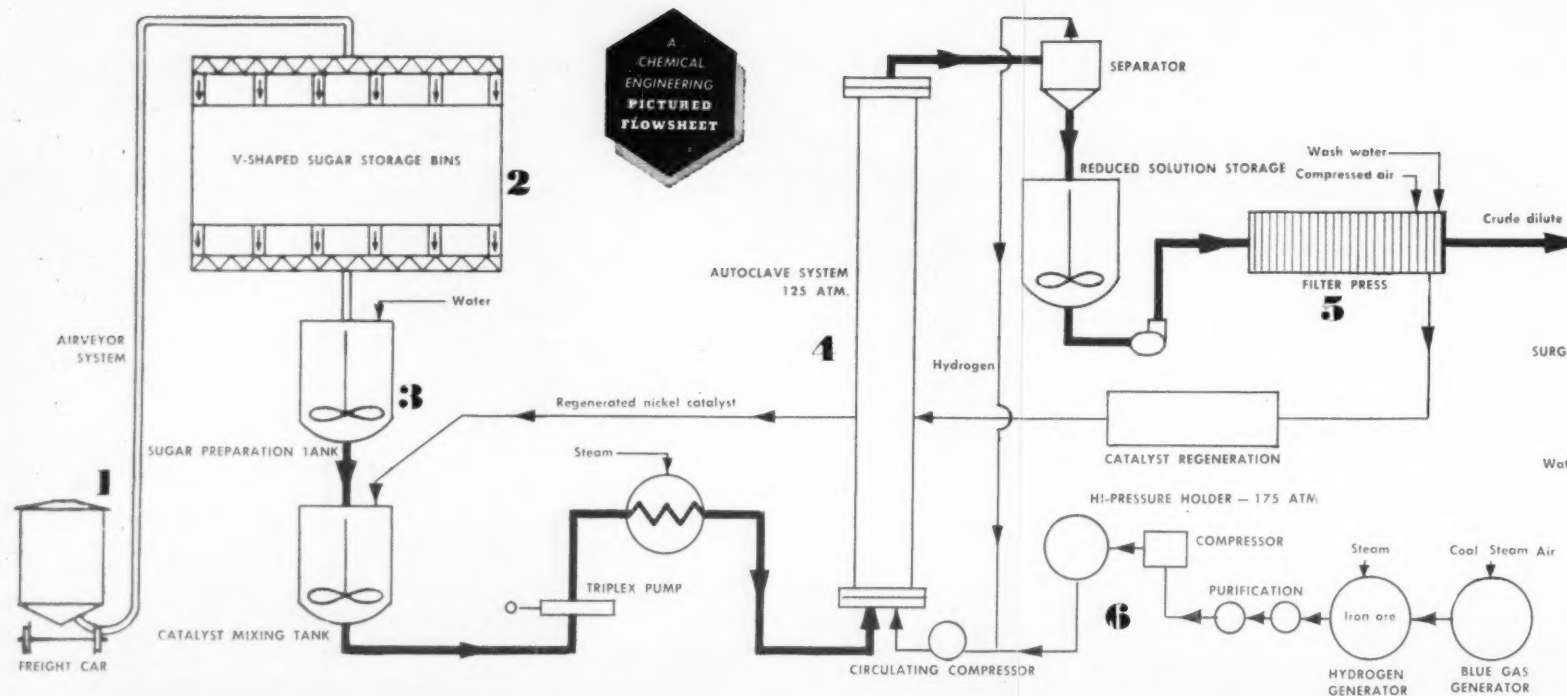 A
CHEMICAL
ENGINEERING
PICTURED
FLOWSHEET
V-SHAPED SUGAR STORAGE BINS
2
SEPARATOR
REDUCED SOLUTION STORAGE
Wash water
Compressed air
Crude dilute
FILTER PRESS
5
AUTOCLAVE SYSTEM
125 ATM.
4
Water
AIRVEYOR
SYSTEM
3
Hydrogen
SURG
Regenerated nickel catalyst
SUGAR PREPARATION TANK
Steam
CATALYST REGENERATION
Wat
1
HI-PRESSURE HOLDER — 175 ATM.
COMPRESSOR
Steam
Coal Steam Air
TRIPLEX PUMP
PURIFICATION
6
Iron ore
CATALYST MIXING TANK
FREIGHT CAR
CIRCULATING COMPRESSOR
HYDROGEN
GENERATOR
BLUE GAS
GENERATOR